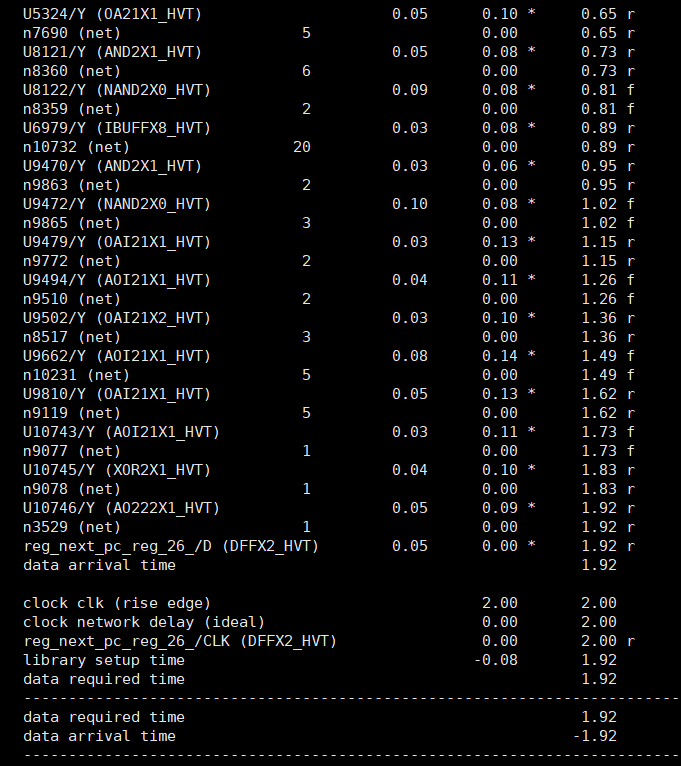 U5324/Y (OA21X1_HVT) 0.05 0.10 * 0.65 r
n7690 (net) 5 0.00 0.65 r
U8121/Y (AND2X1_HVT) 0.05 0.08 * 0.73 r
n8360 (net) 6 0.00 0.73 r
U8122/Y (NAND2X0_HVT) 0.09 0.08 * 0.81 f
n8359 (net) 2 0.00 0.81 f
U6979/Y (IBUFFX8_HVT) 0.03 0.08 * 0.89 r
n10732 (net) 20 0.00 0.89 r
U9470/Y (AND2X1_HVT) 0.03 0.06 * 0.95 r
n9863 (net) 2 0.00 0.95 r
U9472/Y (NAND2X0_HVT) 0.10 0.08 * 1.02 f
n9865 (net) 3 0.00 1.02 f
U9479/Y (OAI21X1_HVT) 0.03 0.13 * 1.15 r
n9772 (net) 2 0.00 1.15 r
U9494/Y (AOI21X1_HVT) 0.04 0.11 * 1.26 f
n9510 (net) 2 0.00 1.26 f
U9502/Y (OAI21X2_HVT) 0.03 0.10 * 1.36 r
n8517 (net) 3 0.00 1.36 r
U9662/Y (AOI21X1_HVT) 0.08 0.14 * 1.49 f
n10231 (net) 5 0.00 1.49 f
U9810/Y (OAI21X1_HVT) 0.05 0.13 * 1.62 r
n9119 (net) 5 0.00 1.62 r
U10743/Y (AOI21X1_HVT) 0.03 0.11 * 1.73 f
n9077 (net) 1 0.00 1.73 f
U10745/Y (XOR2X1_HVT) 0.04 0.10 * 1.83 r
n9078 (net) 1 0.00 1.83 r
U10746/Y (AO222X1_HVT) 0.05 0.09 * 1.92 r
n3529 (net) 1 0.00 1.92 r
reg_next_pc_reg_26_/D (DFFX2_HVT) 0.05 0.00 * 1.92 r
data arrival time 1.92
clock clk (rise edge) 2.00 2.00
clock network delay (ideal) 0.00 2.00
reg_next_pc_reg_26_/CLK (DFFX2_HVT) 0.00 2.00 r
library setup time -0.08 1.92
data required time 1.92
---------------------------------------------------------------------------
data required time 1.92
data arrival time -1.92
---------------------------------------------------------------------------